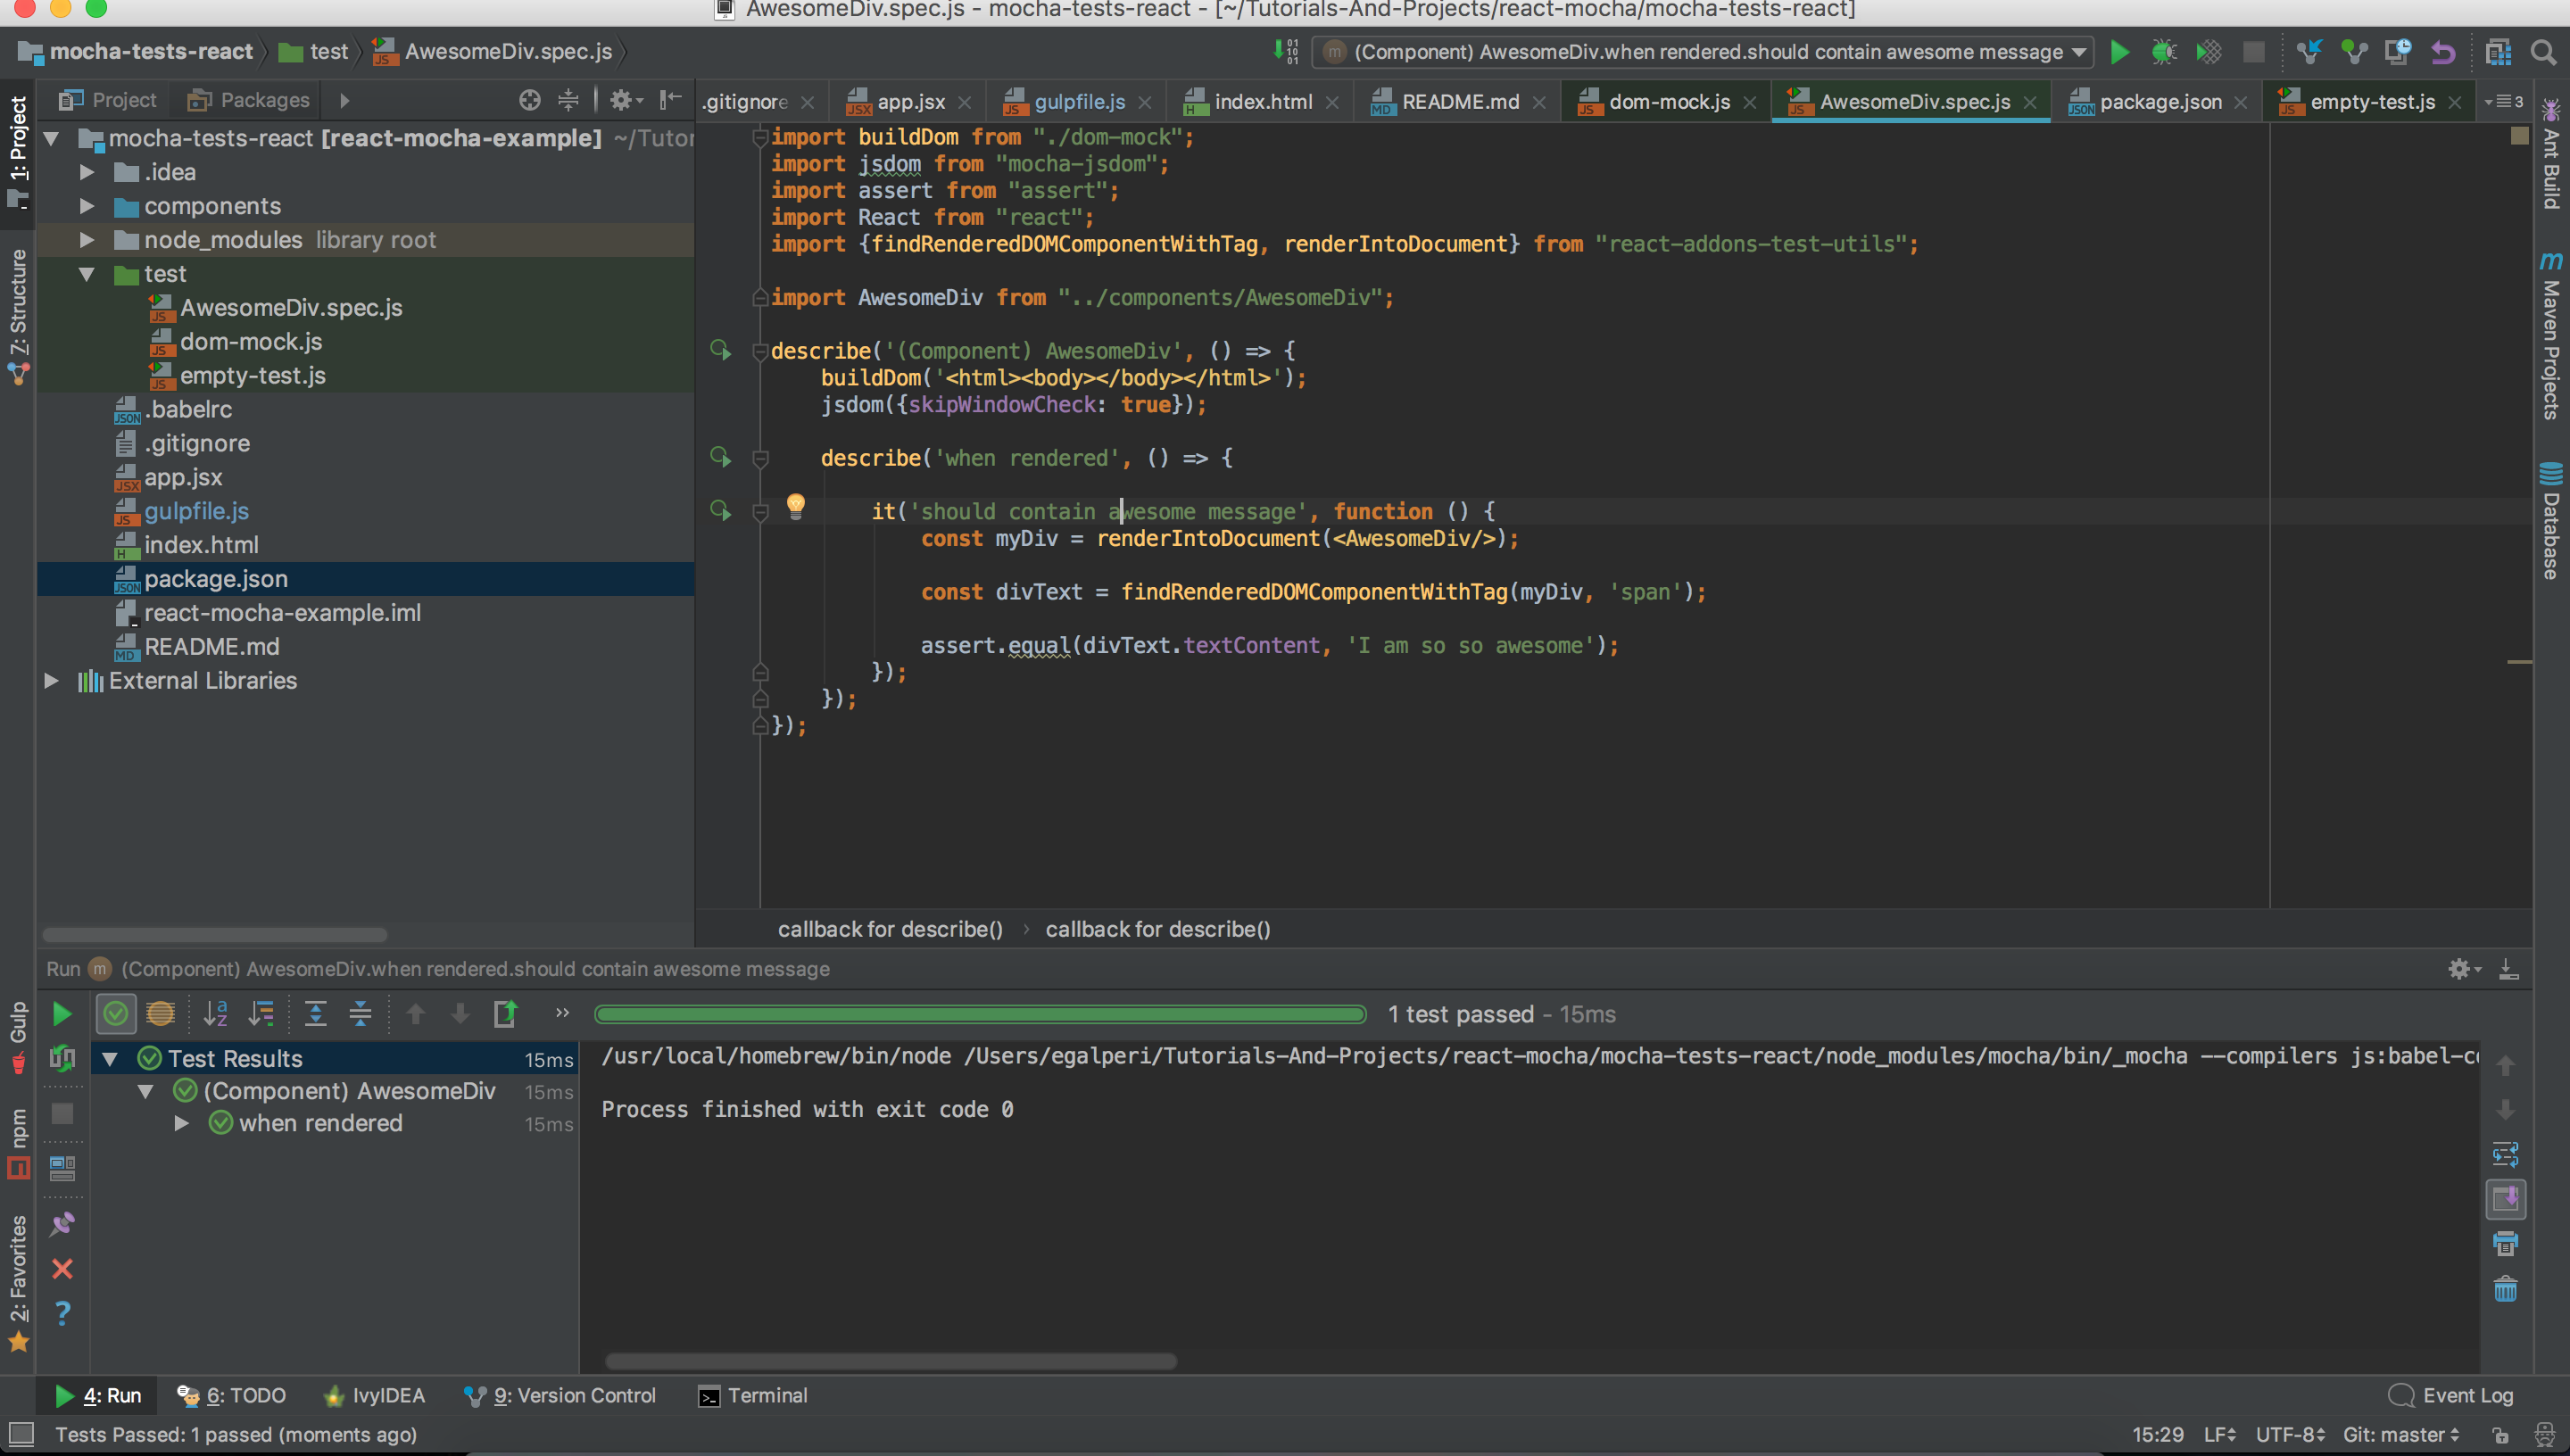 AwesomeDiv.spec.js - mocha-tests-react - [~/Tutorials-And-Projects/react-mocha/mocha-tests-react]
mocha-tests-react test AwesomeDiv.spec.js
(Component) AwesomeDiv.when rendered.should contain awesome message
Project Packages
.gitignore app.jsx gulpfile.js index.html README.md dom-mock.js AwesomeDiv.spec.js package.json empty-test.js 3
1: Project
Z: Structure
Gulp
npm
2: Favorites
mocha-tests-react [react-mocha-example] ~/Tutor
.idea
components
node_modules library root
test
AwesomeDiv.spec.js
dom-mock.js
empty-test.js
.babelrc
.gitignore
app.jsx
gulpfile.js
index.html
package.json
react-mocha-example.iml
README.md
External Libraries
import buildDom from "./dom-mock";
import jsdom from "mocha-jsdom";
import assert from "assert";
import React from "react";
import {findRenderedDOMComponentWithTag, renderIntoDocument} from "react-addons-test-utils";
import AwesomeDiv from "../components/AwesomeDiv";
describe('(Component) AwesomeDiv', () => {
buildDom('<html><body></body></html>');
jsdom({skipWindowCheck: true});
describe('when rendered', () => {
it('should contain awesome message', function () {
const myDiv = renderIntoDocument(<AwesomeDiv/>);
const divText = findRenderedDOMComponentWithTag(myDiv, 'span');
assert.equal(divText.textContent, 'I am so so awesome');
});
});
});
callback for describe() › callback for describe()
Ant Build
Maven Projects
Database
Run (Component) AwesomeDiv.when rendered.should contain awesome message
1 test passed – 15ms
Test Results 15ms
(Component) AwesomeDiv 15ms
when rendered 15ms
/usr/local/homebrew/bin/node /Users/egalperi/Tutorials-And-Projects/react-mocha/mocha-tests-react/node_modules/mocha/bin/_mocha --compilers js:babel-c
Process finished with exit code 0
4: Run 6: TODO IvyIDEA 9: Version Control Terminal Event Log
Tests Passed: 1 passed (moments ago) 15:29 LF UTF-8 Git: master